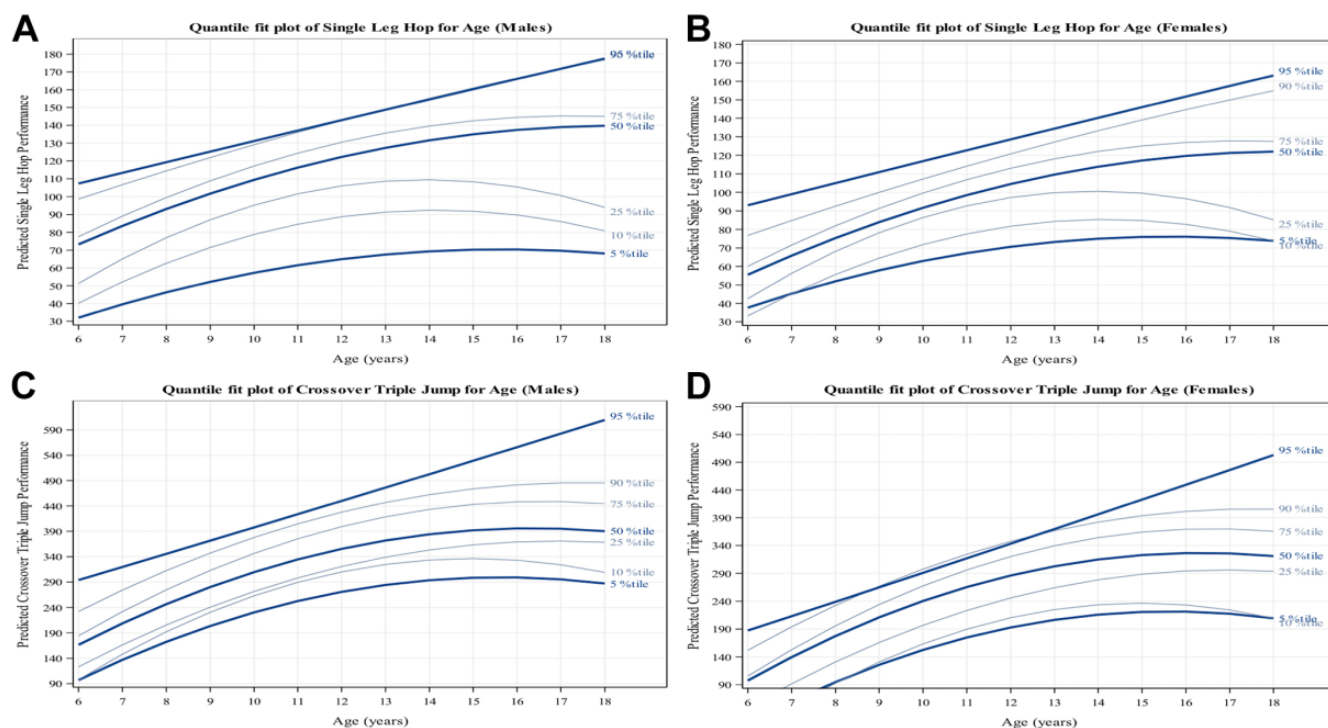 A
Quantile fit plot of Single Leg Hop for Age (Males)
Predicted Single Leg Hop Performance
180
170
160
150
140
130
120
110
100
90
80
70
60
50
40
30
95 %tile
75 %tile
50 %tile
25 %tile
10 %tile
5 %tile
6 7 8 9 10 11 12 13 14 15 16 17 18
Age (years)
B
Quantile fit plot of Single Leg Hop for Age (Females)
Predicted Single Leg Hop Performance
180
170
160
150
140
130
120
110
100
90
80
70
60
50
40
30
95 %tile
90 %tile
75 %tile
50 %tile
25 %tile
5 %tile
10 %tile
6 7 8 9 10 11 12 13 14 15 16 17 18
Age (years)
C
Quantile fit plot of Crossover Triple Jump for Age (Males)
Predicted Crossover Triple Jump Performance
590
540
490
440
390
340
290
240
190
140
90
95 %tile
90 %tile
75 %tile
50 %tile
25 %tile
10 %tile
5 %tile
6 7 8 9 10 11 12 13 14 15 16 17 18
Age (years)
D
Quantile fit plot of Crossover Triple Jump for Age (Females)
Predicted Crossover Triple Jump Performance
590
540
490
440
390
340
290
240
190
140
90
95 %tile
90 %tile
75 %tile
50 %tile
25 %tile
5 %tile
10 %tile
6 7 8 9 10 11 12 13 14 15 16 17 18
Age (years)